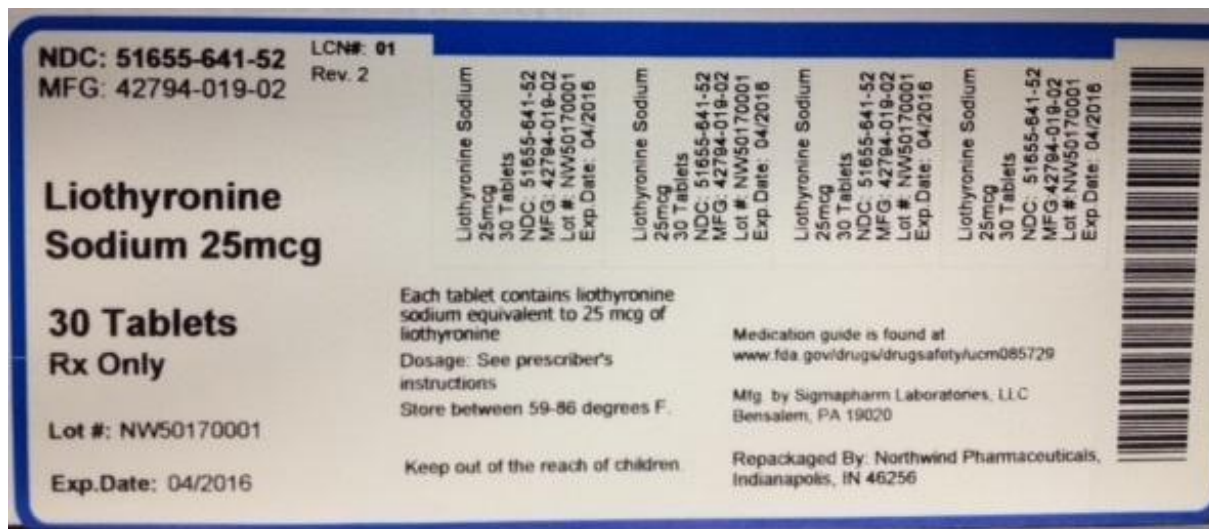 NDC: 51655-641-52
MFG: 42794-019-02
LCN#: 01
Rev. 2
Liothyronine
Sodium 25mcg
30 Tablets
Rx Only
Lot #: NW50170001
Exp.Date: 04/2016
Liothyronine Sodium
25mcg
30 Tablets
NDC: 51655-641-52
MFG: 42794-019-02
Lot #: NW50170001
Exp.Date: 04/2016
Liothyronine Sodium
25mcg
30 Tablets
NDC: 51655-641-52
MFG: 42794-019-02
Lot #: NW50170001
Exp.Date: 04/2016
Liothyronine Sodium
25mcg
30 Tablets
NDC: 51655-641-52
MFG: 42794-019-02
Lot #: NW50170001
Exp.Date: 04/2016
Liothyronine Sodium
25mcg
30 Tablets
NDC: 51655-641-52
MFG:42794-019-02
Lot #:NW50170001
Exp.Date: 04/2016
Each tablet contains liothyronine
sodium equivalent to 25 mcg of
liothyronine
Dosage: See prescriber's
instructions
Store between 59-86 degrees F.
Keep out of the reach of children.
Medication guide is found at
www.fda.gov/drugs/drugsafety/ucm085729
Mfg. by Sigmapharm Laboratories, LLC
Bensalem, PA 19020
Repackaged By: Northwind Pharmaceuticals,
Indianapolis, IN 46256